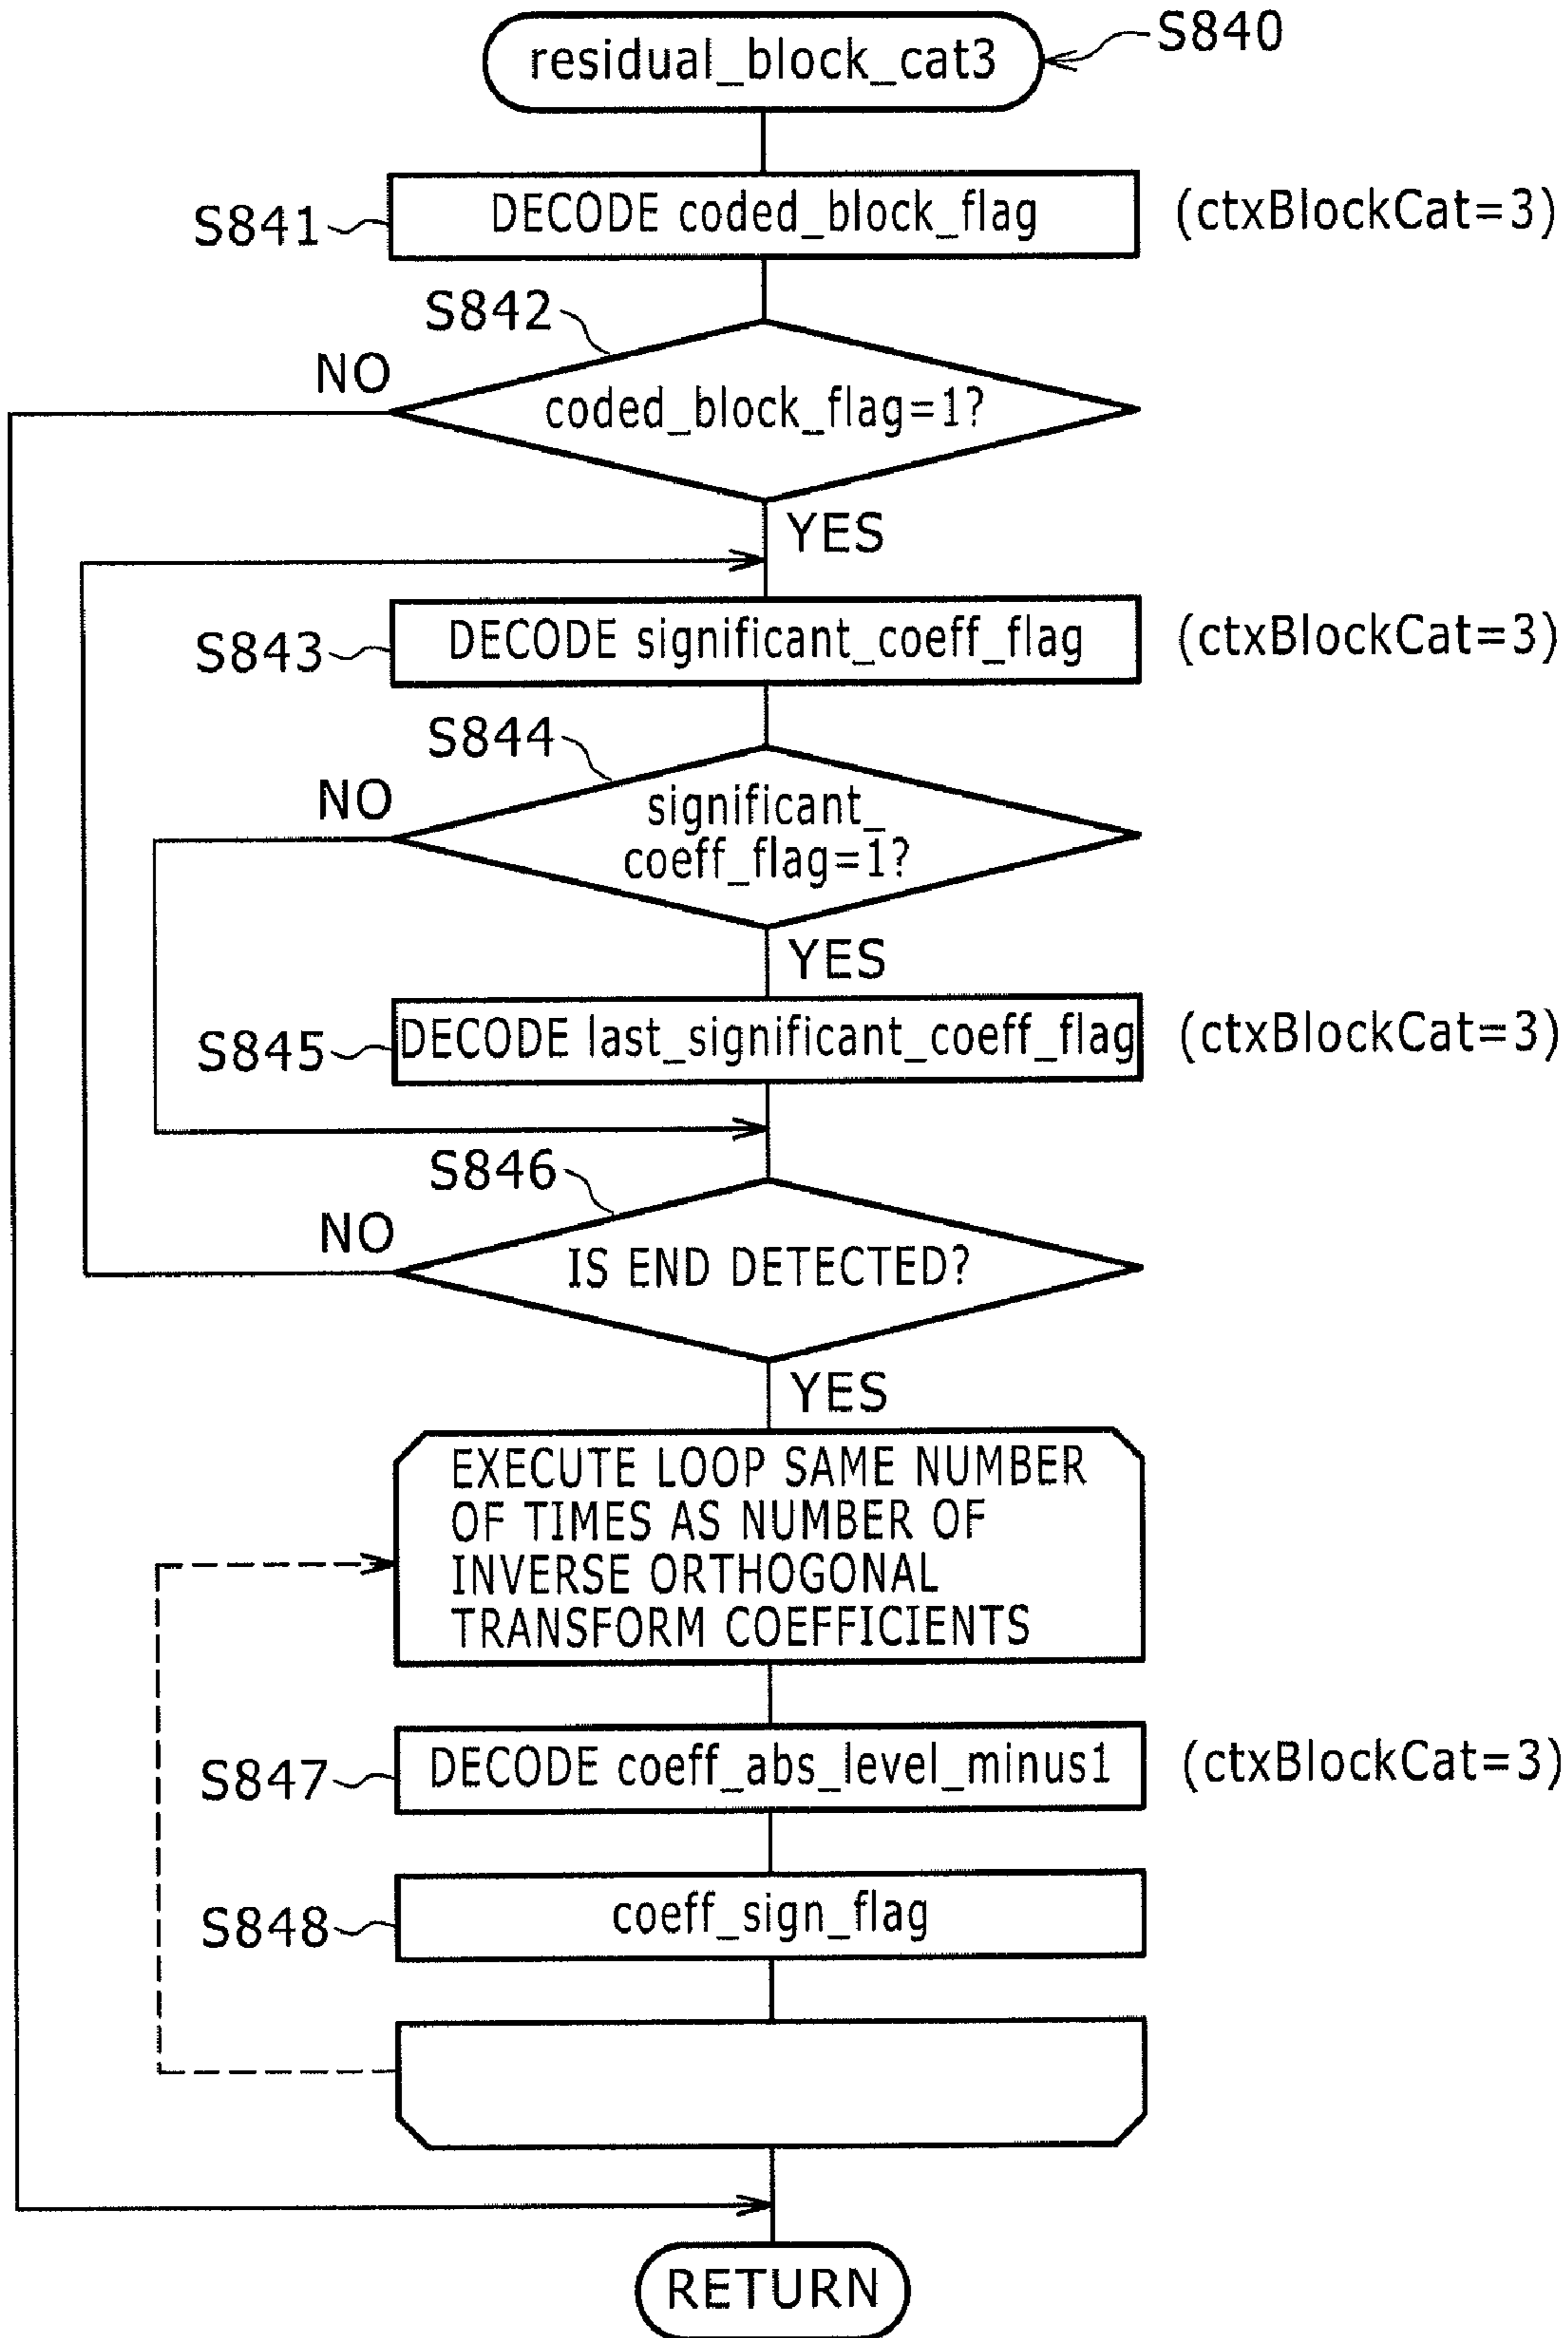 residual_block_cat3
S840
S841
DECODE coded_block_flag
(ctxBlockCat=3)
S842
NO
coded_block_flag=1?
YES
S843
DECODE significant_coeff_flag
(ctxBlockCat=3)
S844
NO
significant_
coeff_flag=1?
YES
S845
DECODE last_significant_coeff_flag
(ctxBlockCat=3)
S846
NO
IS END DETECTED?
YES
EXECUTE LOOP SAME NUMBER
OF TIMES AS NUMBER OF
INVERSE ORTHOGONAL
TRANSFORM COEFFICIENTS
S847
DECODE coeff_abs_level_minus1
(ctxBlockCat=3)
S848
coeff_sign_flag
RETURN